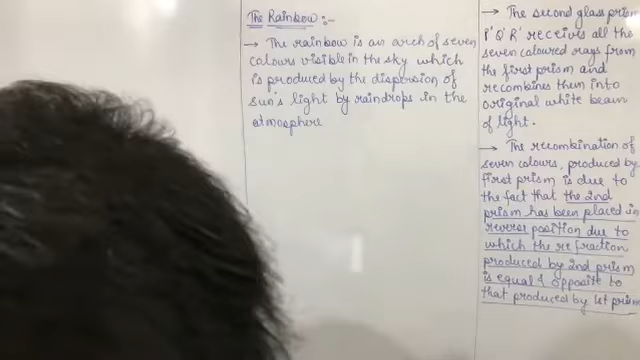 The Rainbow :-
→ The rainbow is an arch of seven
colours visible in the sky which
is produced by the dispersion of
sun's light by raindrops in the
atmosphere
→ The second glass prism
P'Q'R' receives all the
seven coloured rays from
the first prism and
recombines them into
original white beam
of light.
→ The recombination of
seven colours, produced by
first prism is due to
the fact that the 2nd
prism has been placed in
reverse position due to
which the refraction
produced by 2nd prism
is equal & opposite to
that produced by 1st prism